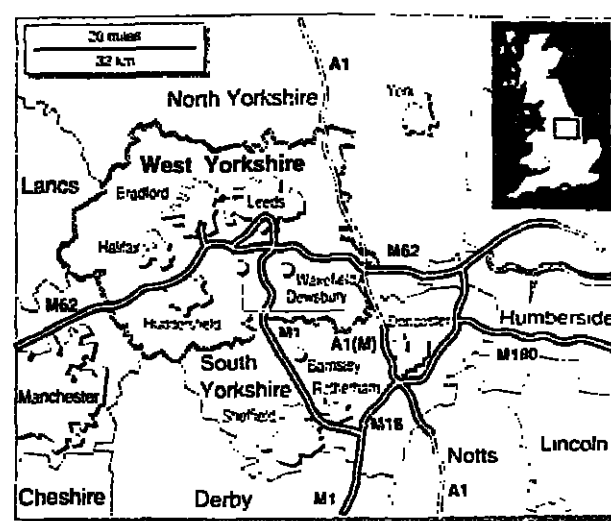 20 miles
32 km
A1
North Yorkshire
York
West Yorkshire
Lancs
Bradford
Leeds
Halifax
M62
Wakefield
Dewsbury
M62
Huddersfield
Doncaster
Humberside
M1
A1(M)
South
Yorkshire
Barnsley
Rotherham
M180
Manchester
Sheffield
M18
Notts
Lincoln
Cheshire
Derby
M1
A1